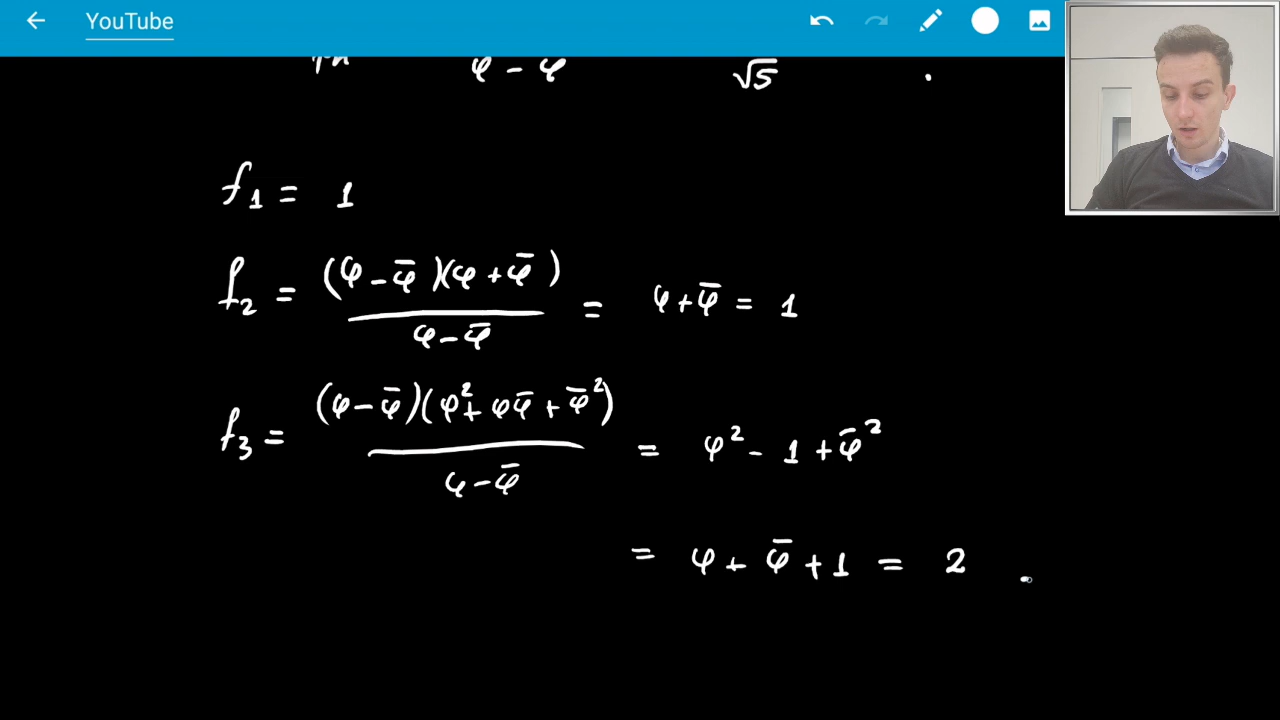 YouTube
φ - φ √5 .
f₁ = 1
f₂ = (φ - φ̄)(φ + φ̄) / φ - φ̄ = φ + φ̄ = 1
f₃ = (φ - φ̄)(φ² + φφ̄ + φ̄²) / φ - φ̄ = φ² - 1 + φ̄²
= φ + φ̄ + 1 = 2 .